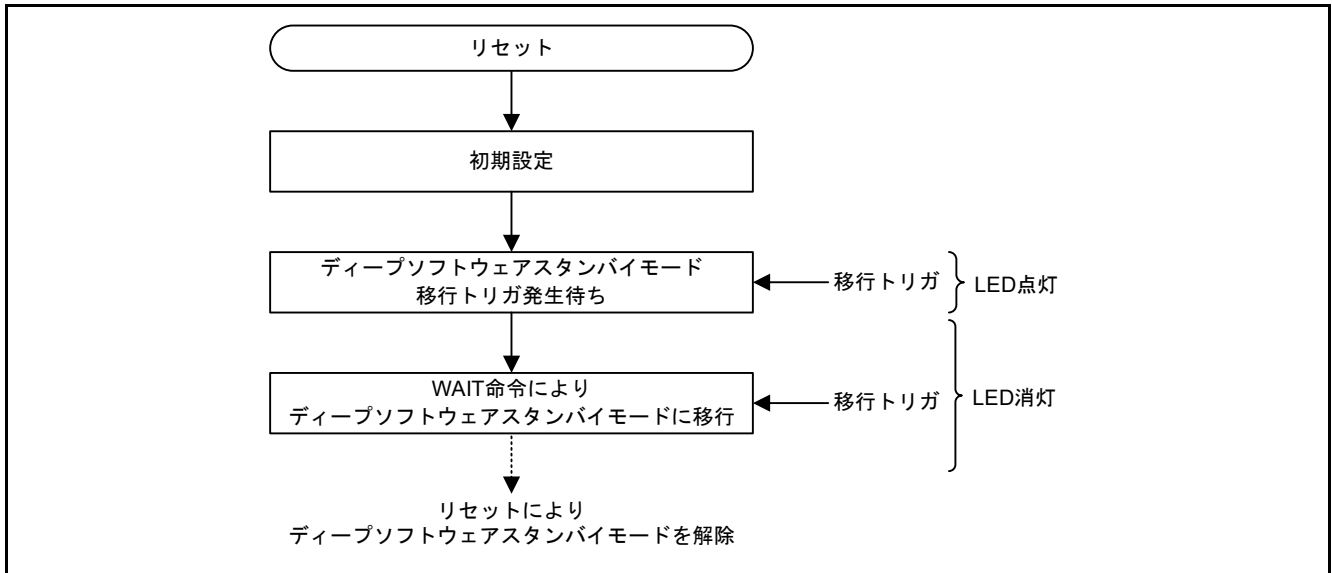 リセット
初期設定
ディープソフトウェアスタンバイモード
移行トリガ発生待ち
移行トリガ
LED点灯
WAIT命令により
ディープソフトウェアスタンバイモードに移行
移行トリガ
LED消灯
リセットにより
ディープソフトウェアスタンバイモードを解除